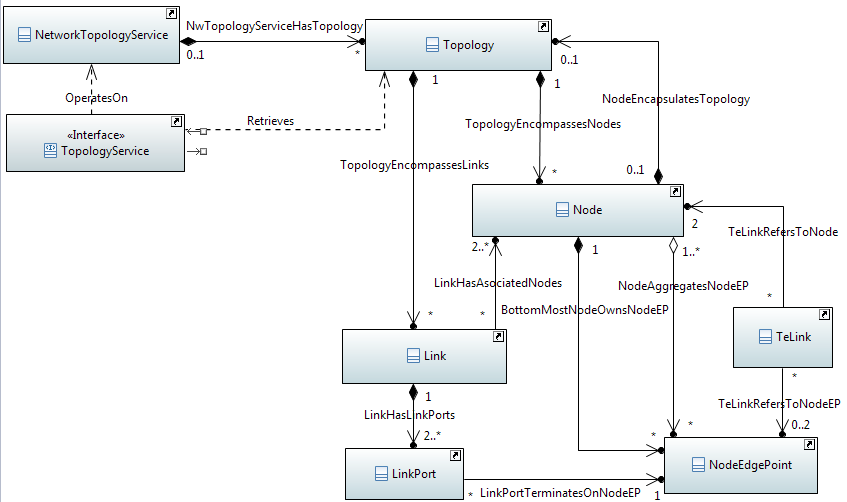 NwTopologyServiceHasTopology
NetworkTopologyService
0..1
*
Topology
0..1
1
1
OperatesOn
NodeEncapsulatesTopology
Retrieves
TopologyEncompassesNodes
«Interface»
TopologyService
TopologyEncompassesLinks
*
0..1
Node
2
TeLinkRefersToNode
2..*
1
1..*
LinkHasAsociatedNodes
NodeAggregatesNodeEP
*
BottomMostNodeOwnsNodeEP
*
*
TeLink
Link
*
1
TeLinkRefersToNodeEP
LinkHasLinkPorts
0..2
2..*
*
*
LinkPort
NodeEdgePoint
*
LinkPortTerminatesOnNodeEP
1